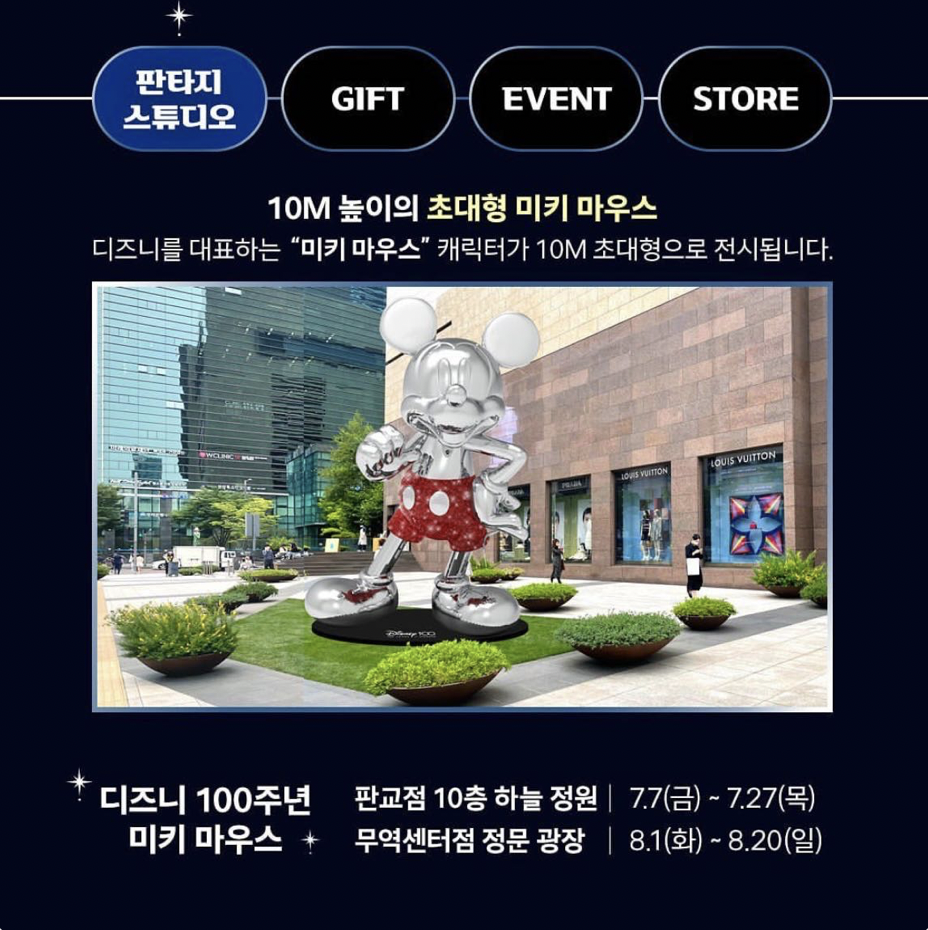 판타지
스튜디오
GIFT
EVENT
STORE
10M 높이의 초대형 미키 마우스
디즈니를 대표하는 “미키 마우스” 캐릭터가 10M 초대형으로 전시됩니다.
WCLINIC
PRADA
LOUIS VUITTON
LOUIS VUITTON
Disney 100
디즈니 100주년
미키 마우스
판교점 10층 하늘 정원 | 7.7(금) ~ 7.27(목)
무역센터점 정문 광장 | 8.1(화) ~ 8.20(일)